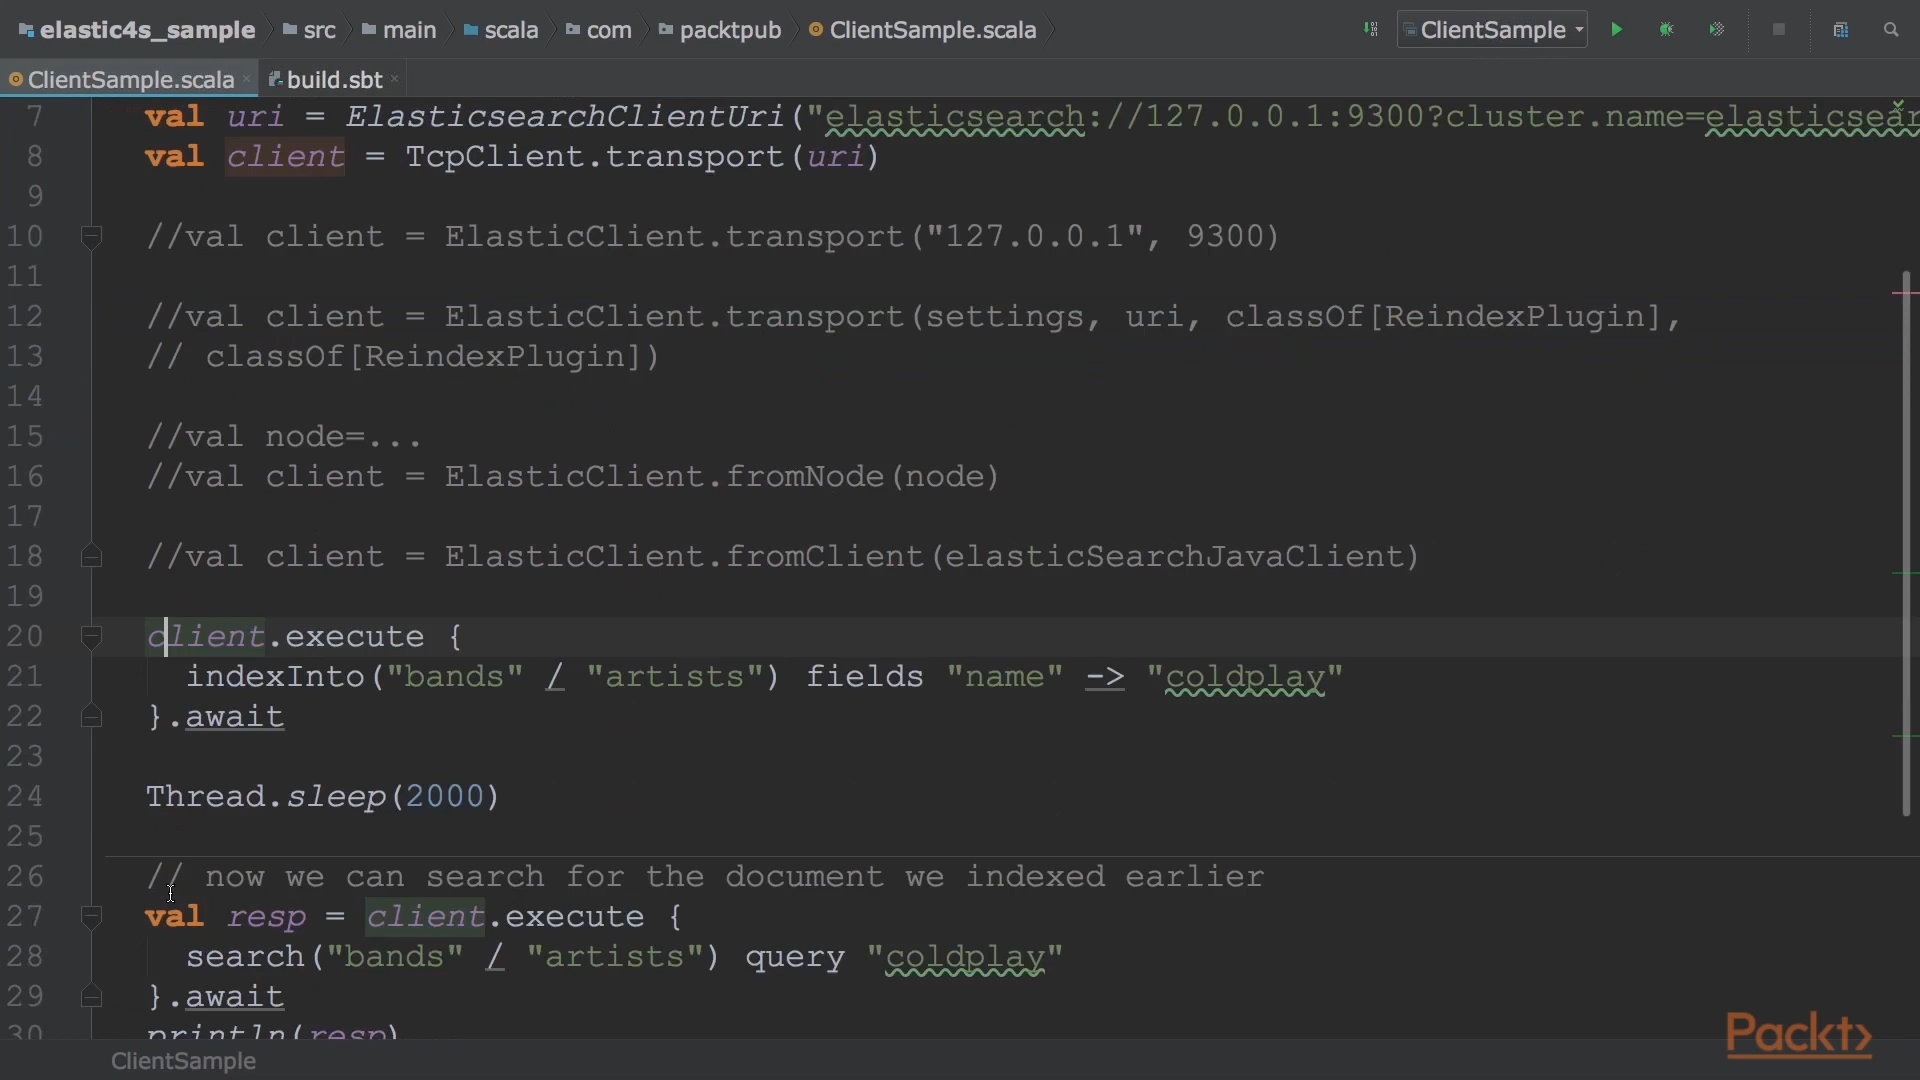 elastic4s_sample src main scala com packtpub ClientSample.scala ClientSample
ClientSample.scala build.sbt
7 val uri = ElasticsearchClientUri("elasticsearch://127.0.0.1:9300?cluster.name=elasticsear
8 val client = TcpClient.transport(uri)
9
10 //val client = ElasticClient.transport("127.0.0.1", 9300)
11
12 //val client = ElasticClient.transport(settings, uri, classOf[ReindexPlugin],
13 // classOf[ReindexPlugin])
14
15 //val node=...
16 //val client = ElasticClient.fromNode(node)
17
18 //val client = ElasticClient.fromClient(elasticSearchJavaClient)
19
20 client.execute {
21 indexInto("bands" / "artists") fields "name" -> "coldplay"
22 }.await
23
24 Thread.sleep(2000)
25
26 // now we can search for the document we indexed earlier
27 val resp = client.execute {
28 search("bands" / "artists") query "coldplay"
29 }.await
30 println(resp)
Packt>
ClientSample